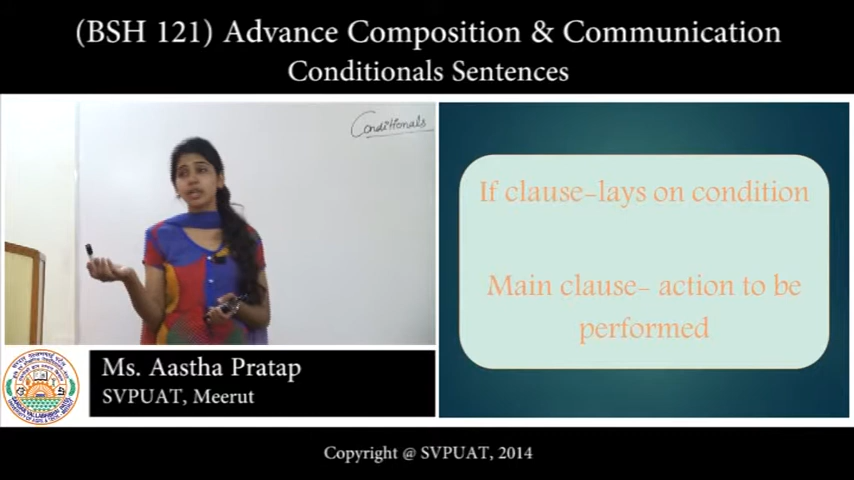 (BSH 121) Advance Composition & Communication
Conditionals Sentences
Conditionals
If clause-lays on condition
Main clause- action to be
performed
Ms. Aastha Pratap
SVPUAT, Meerut
Copyright @ SVPUAT, 2014